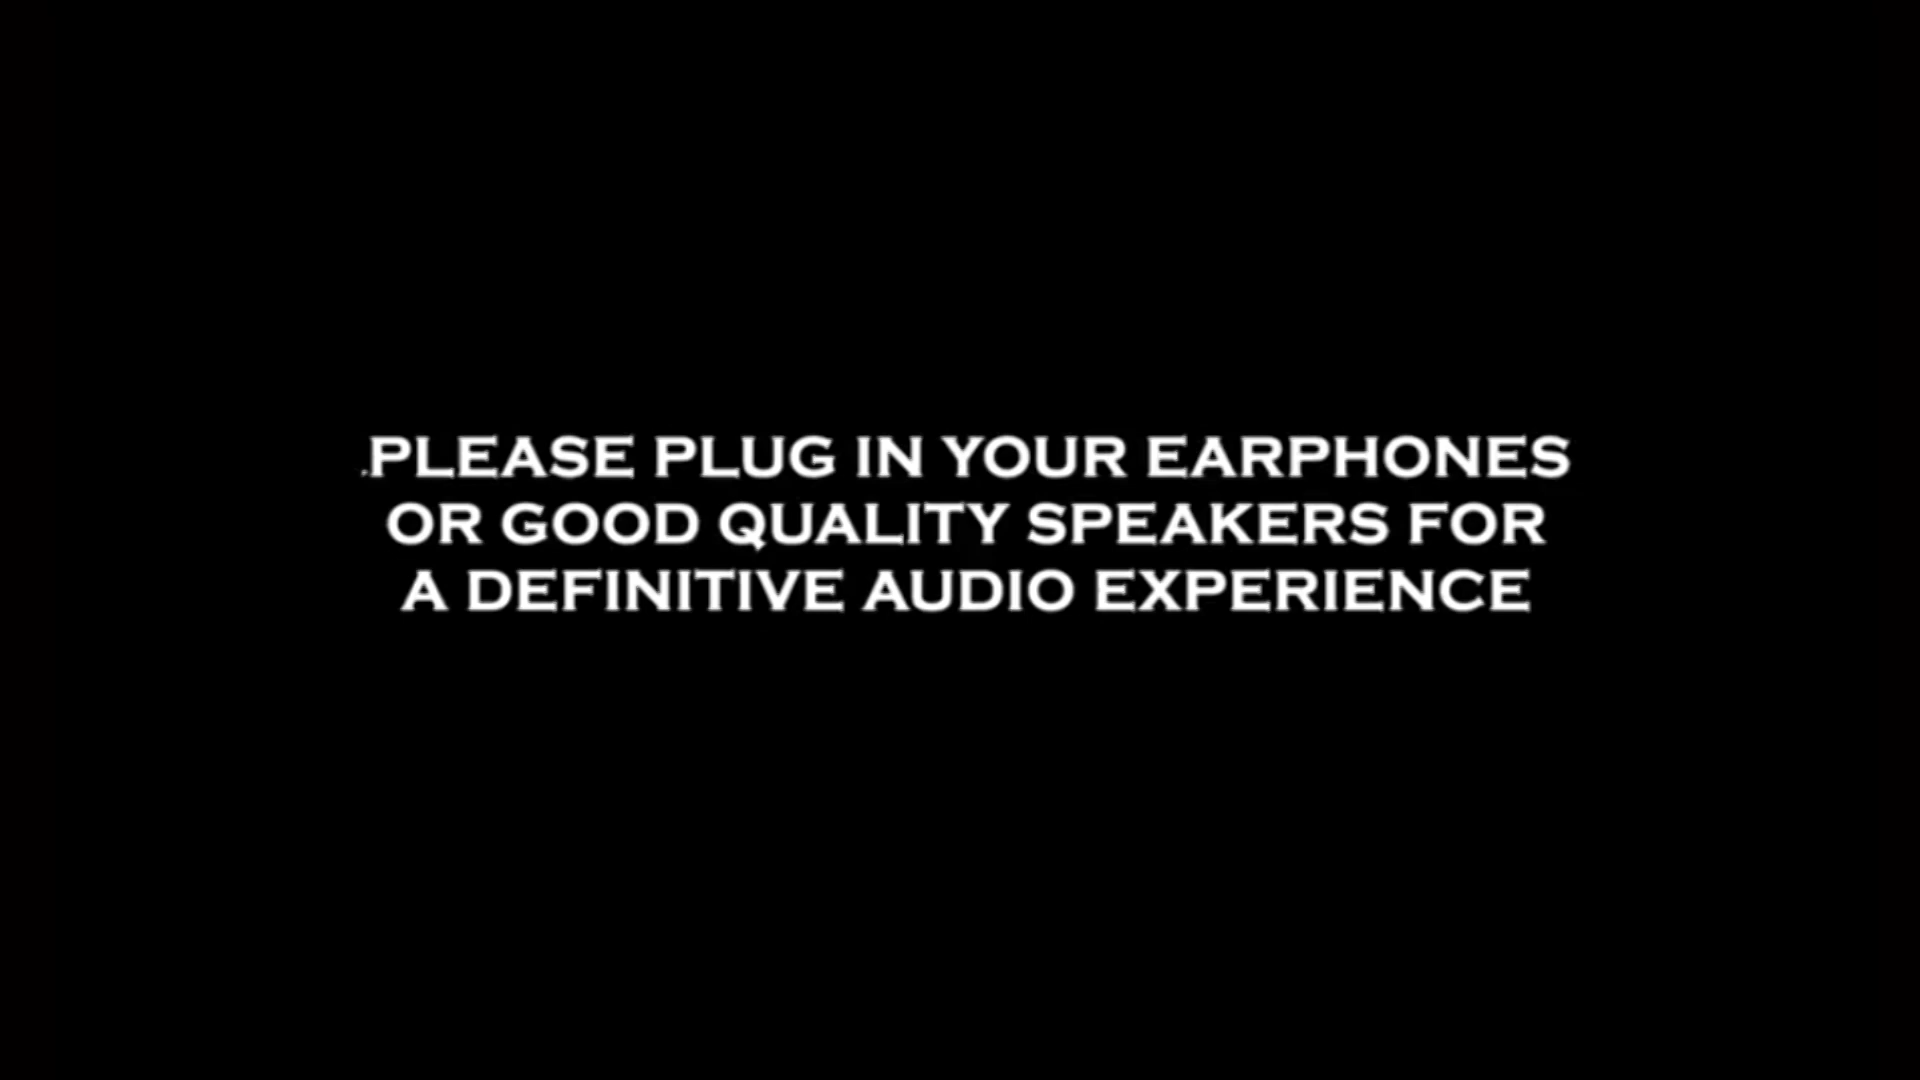 PLEASE PLUG IN YOUR EARPHONES
OR GOOD QUALITY SPEAKERS FOR
A DEFINITIVE AUDIO EXPERIENCE